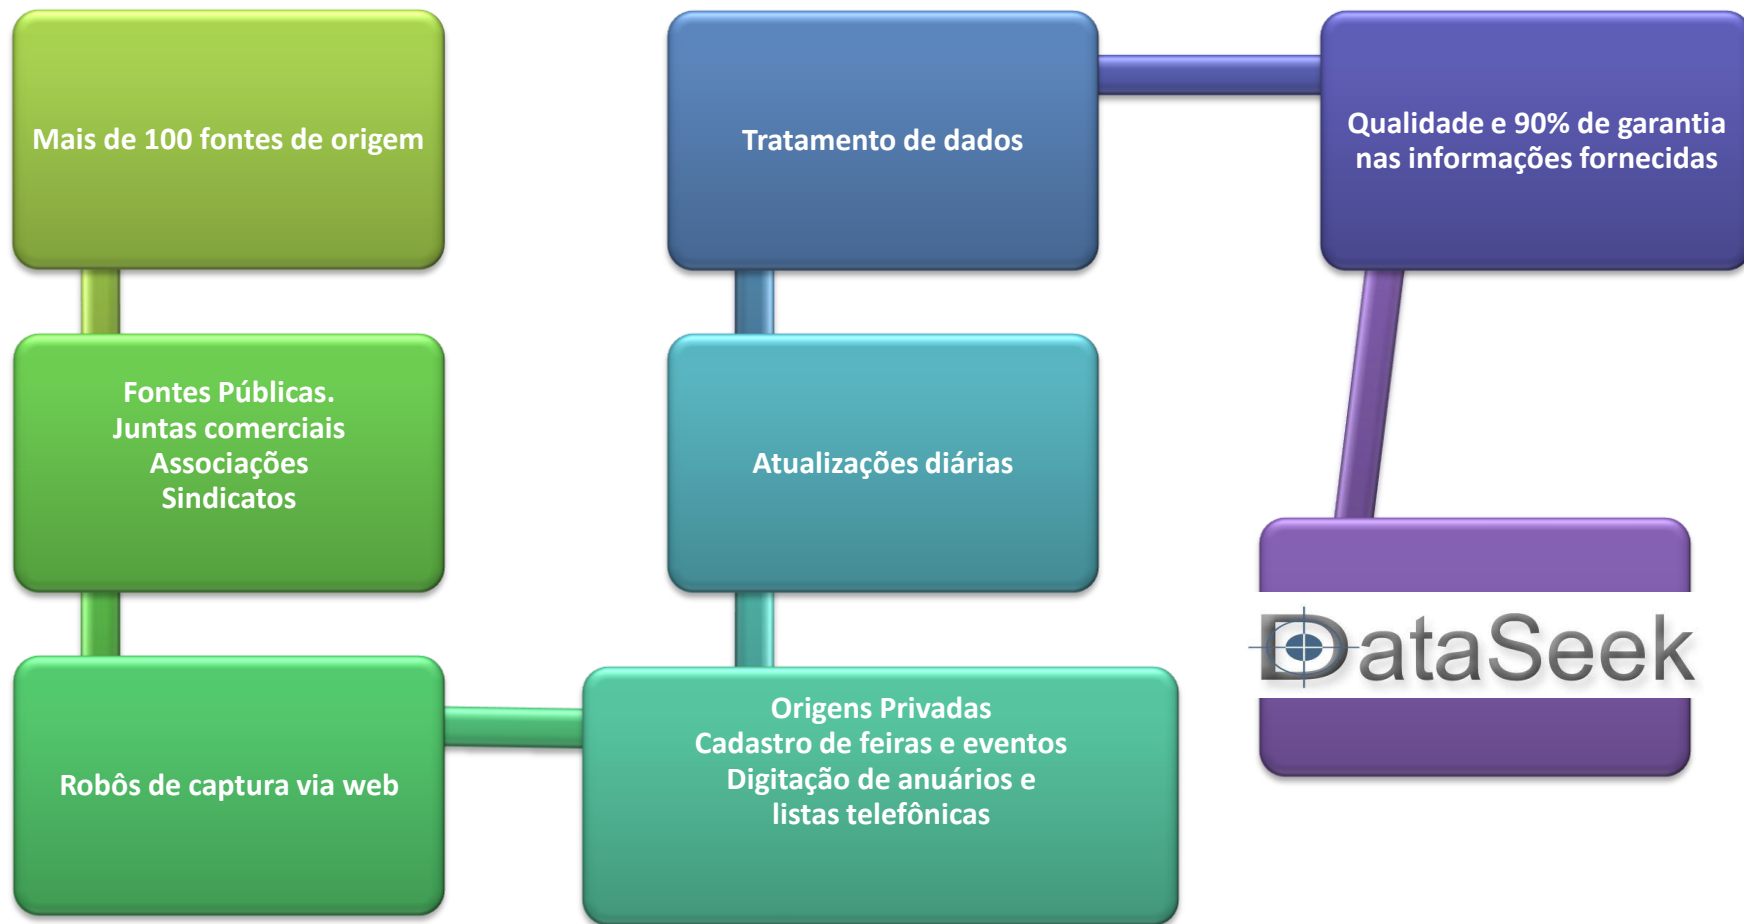 Mais de 100 fontes de origem
Fontes Públicas.
Juntas comerciais
Associações
Sindicatos
Robôs de captura via web
Origens Privadas
Cadastro de feiras e eventos
Digitação de anuários e
listas telefônicas
Atualizações diárias
Tratamento de dados
Qualidade e 90% de garantia
nas informações fornecidas
DataSeek